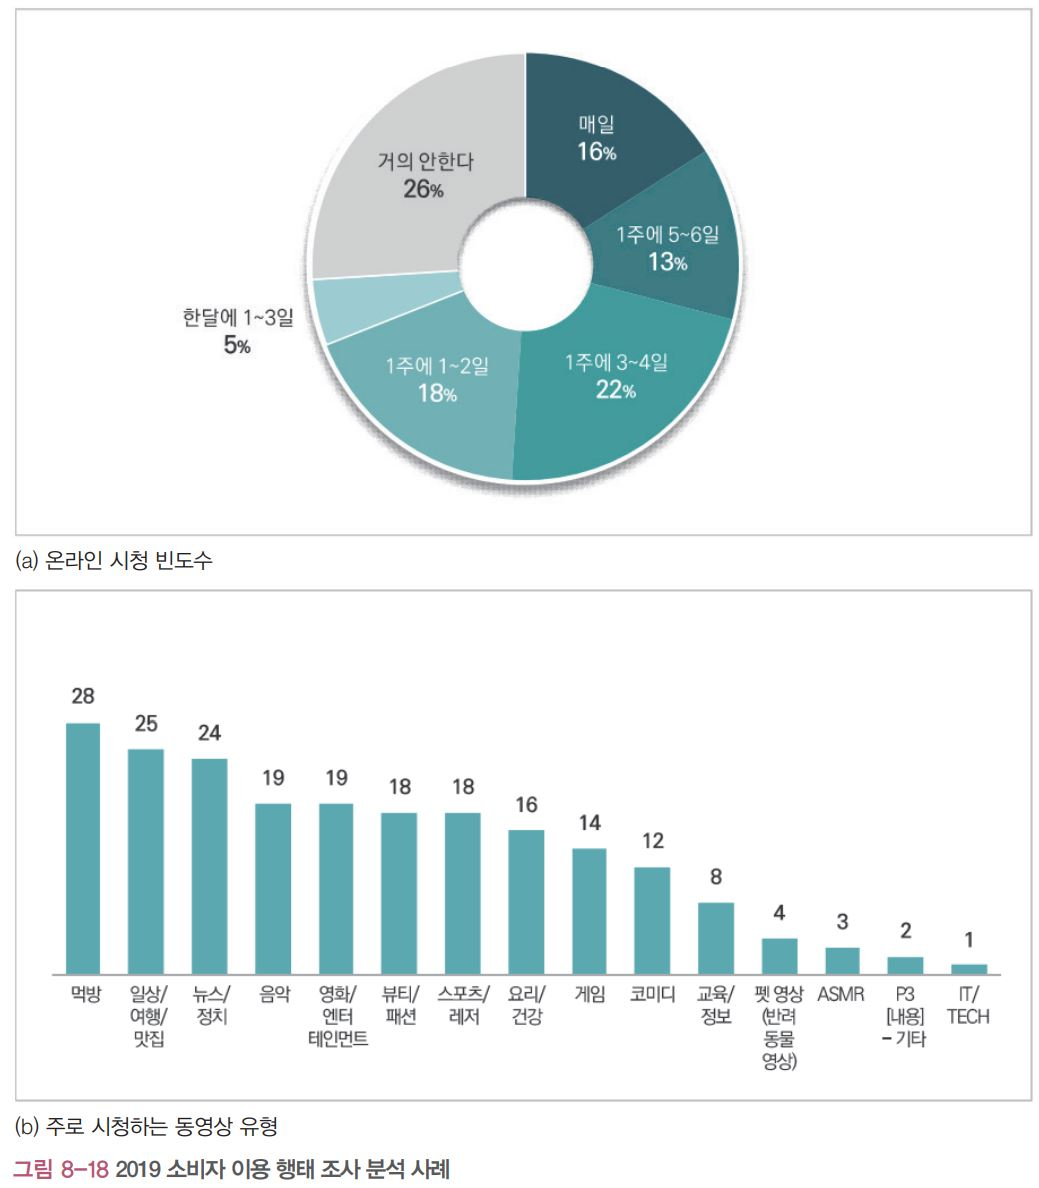 매일
16%
거의 안한다
26%
1주에 5~6일
13%
한달에 1~3일
5%
1주에 3~4일
22%
1주에 1~2일
18%
(a) 온라인 시청 빈도수
28
25
24
19
19
18
18
16
14
12
8
4
3
2
1
먹방
일상/
여행/
맛집
뉴스/
정치
음악
영화/
엔터
테인먼트
뷰티/
패션
스포츠/
레저
요리/
건강
게임
코미디
교육/
정보
펫 영상
(반려
동물
영상)
ASMR
P3
[내용]
- 기타
IT/
TECH
(b) 주로 시청하는 동영상 유형
그림 8-18 2019 소비자 이용 행태 조사 분석 사례